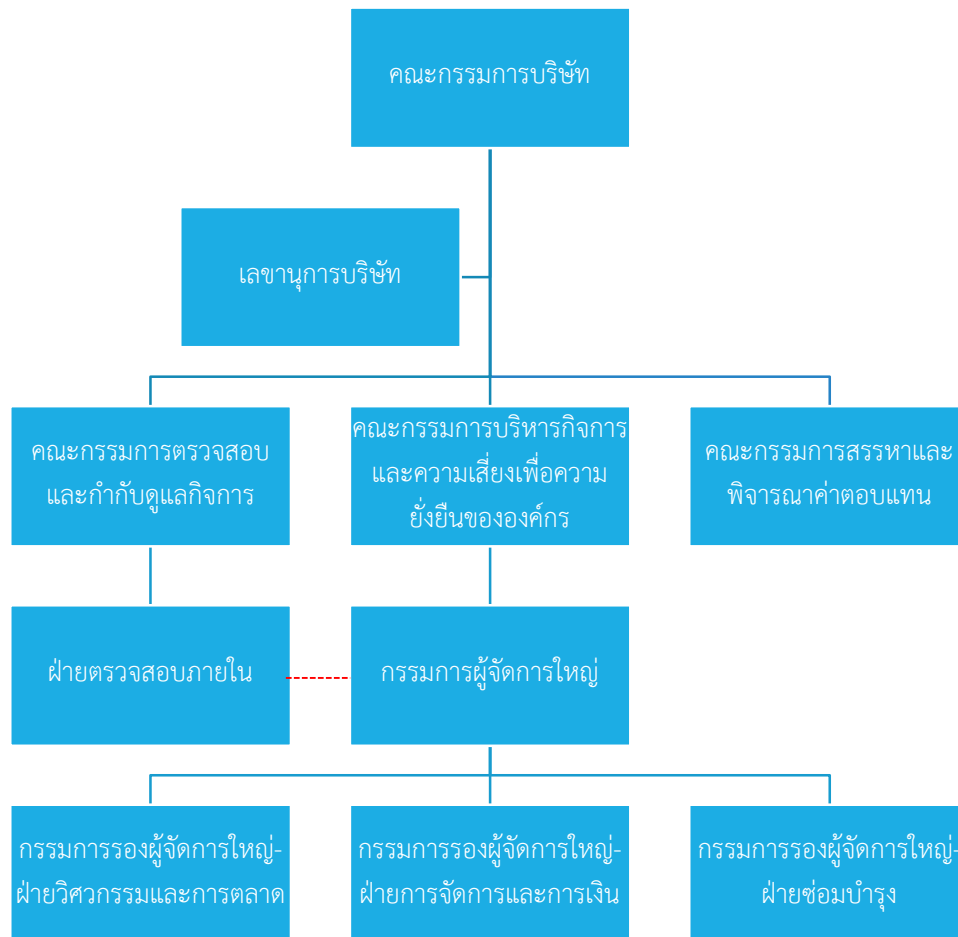 คณะกรรมการบริษัท
เลขานุการบริษัท
คณะกรรมการตรวจสอบ
และกำกับดูแลกิจการ
คณะกรรมการบริหารกิจการ
และความเสี่ยงเพื่อความ
ยั่งยืนขององค์กร
คณะกรรมการสรรหาและ
พิจารณาค่าตอบแทน
ฝ่ายตรวจสอบภายใน
กรรมการผู้จัดการใหญ่
กรรมการรองผู้จัดการใหญ่-
ฝ่ายวิศวกรรมและการตลาด
กรรมการรองผู้จัดการใหญ่-
ฝ่ายการจัดการและการเงิน
กรรมการรองผู้จัดการใหญ่-
ฝ่ายซ่อมบำรุง